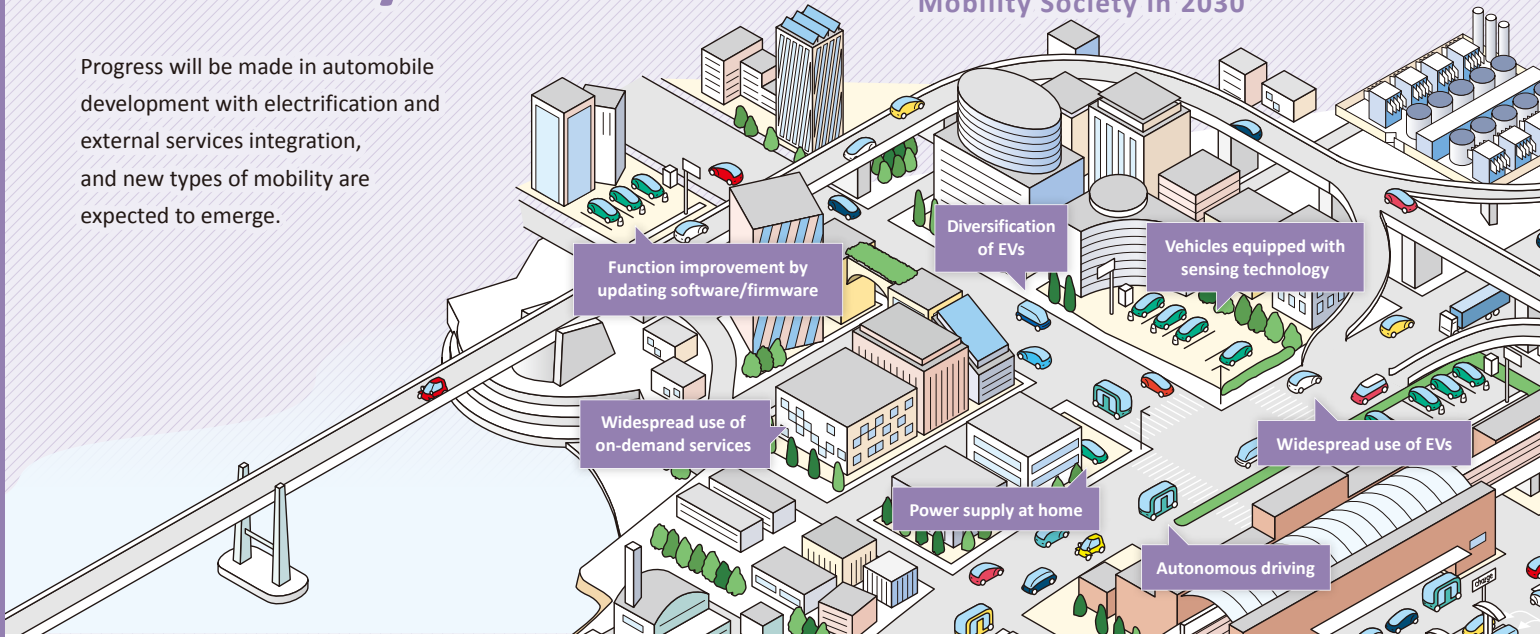 Mobility Society in 2030
Progress will be made in automobile
development with electrification and
external services integration,
and new types of mobility are
expected to emerge.
Diversification
of EVs
Vehicles equipped with
sensing technology
Function improvement by
updating software/firmware
Widespread use of
on-demand services
Widespread use of EVs
Power supply at home
Autonomous driving
charge